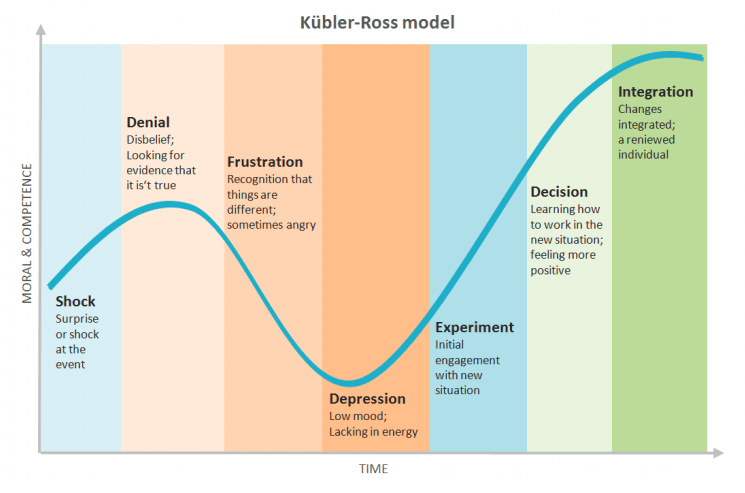 Kübler-Ross model
MORAL & COMPETENCE
Shock
Surprise
or shock
at the
event
Denial
Disbelief;
Looking for
evidence that
it is't true
Frustration
Recognition that
things are
different;
sometimes angry
Depression
Low mood;
Lacking in energy
Experiment
Initial
engagement
with new
situation
Decision
Learning how
to work in the
new situation;
feeling more
positive
Integration
Changes
integrated;
a reniewed
individual
TIME